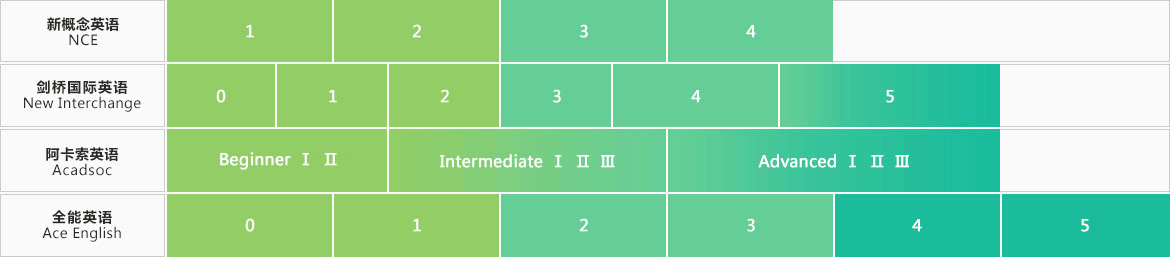 新概念英语
NCE
1 2 3 4
剑桥国际英语
New Interchange
0 1 2 3 4 5
阿卡索英语
Acadsoc
Beginner Ⅰ Ⅱ Intermediate Ⅰ Ⅱ Ⅲ Advanced Ⅰ Ⅱ Ⅲ
全能英语
Ace English
0 1 2 3 4 5